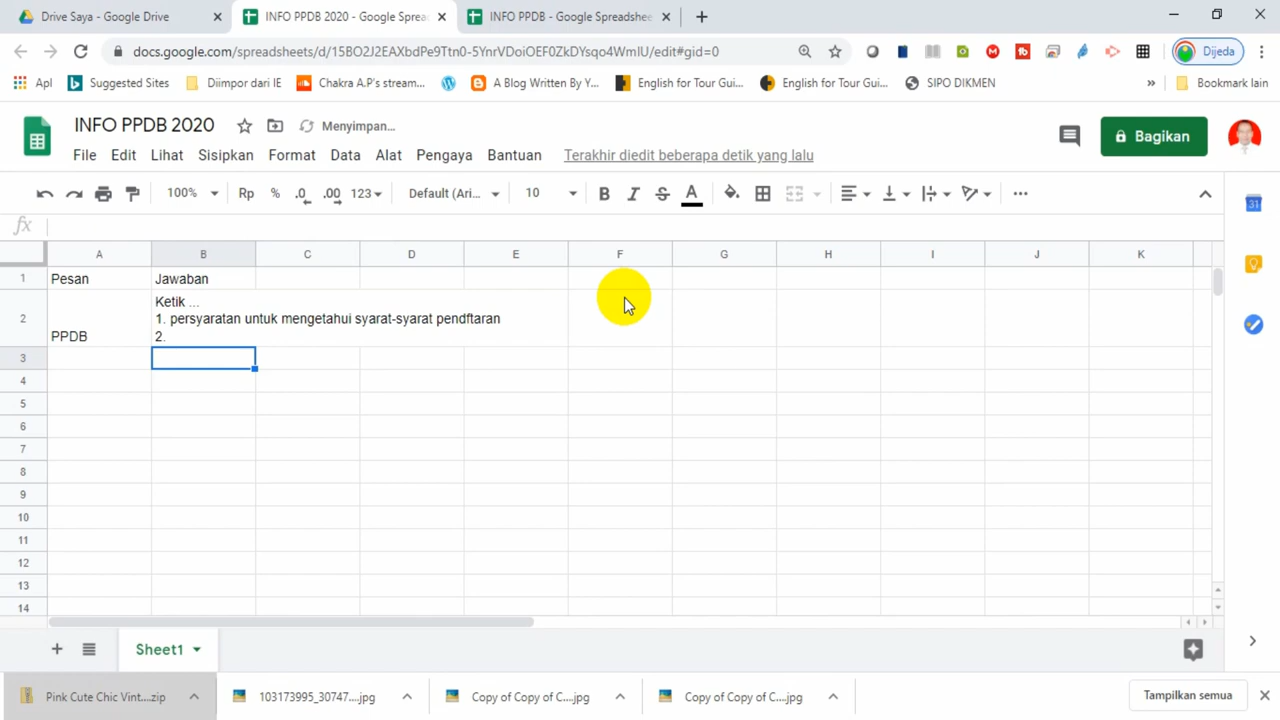 Drive Saya - Google Drive
INFO PPDB 2020 - Google Sprea
INFO PPDB - Google Spreadshee
docs.google.com/spreadsheets/d/15BO2J2EAXbdPe9Ttn0-5YnrVDoiOEF0ZkDYsqo4WmIU/edit#gid=0
Dijeda
Apl
Suggested Sites
Diimpor dari IE
Chakra A.P's stream...
A Blog Written By Y...
English for Tour Gui...
English for Tour Gui...
SIPO DIKMEN
»
Bookmark lain
INFO PPDB 2020
Menyimpan...
Bagikan
File Edit Lihat Sisipkan Format Data Alat Pengaya Bantuan Terakhir diedit beberapa detik yang lalu
100% Rp % .0 .00 123 Default (Ari... 10 B I S A
31
fx
A B C D E F G H I J K
1 Pesan Jawaban
Ketik ...
2 1. persyaratan untuk mengetahui syarat-syarat pendftaran
PPDB 2.
3
4
5
6
7
8
9
10
11
12
13
14
Sheet1
Pink Cute Chic Vint....zip
103173995_30747....jpg
Copy of Copy of C....jpg
Copy of Copy of C....jpg
Tampilkan semua